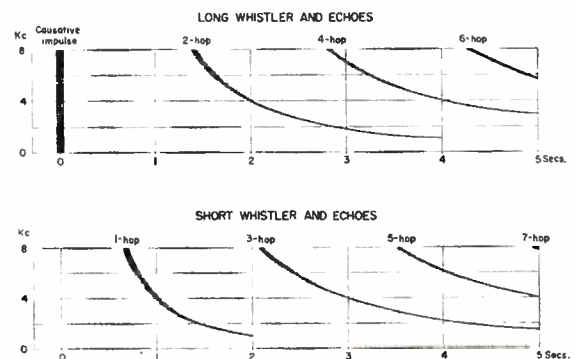 LONG WHISTLER AND ECHOES
Kc
Causative
impulse
2-hop
4-hop
6-hop
8
4
0
0
1
2
3
4
5 Secs.
SHORT WHISTLER AND ECHOES
Kc
1-hop
3-hop
5-hop
7-hop
8
4
0
0
1
2
3
4
5 Secs.